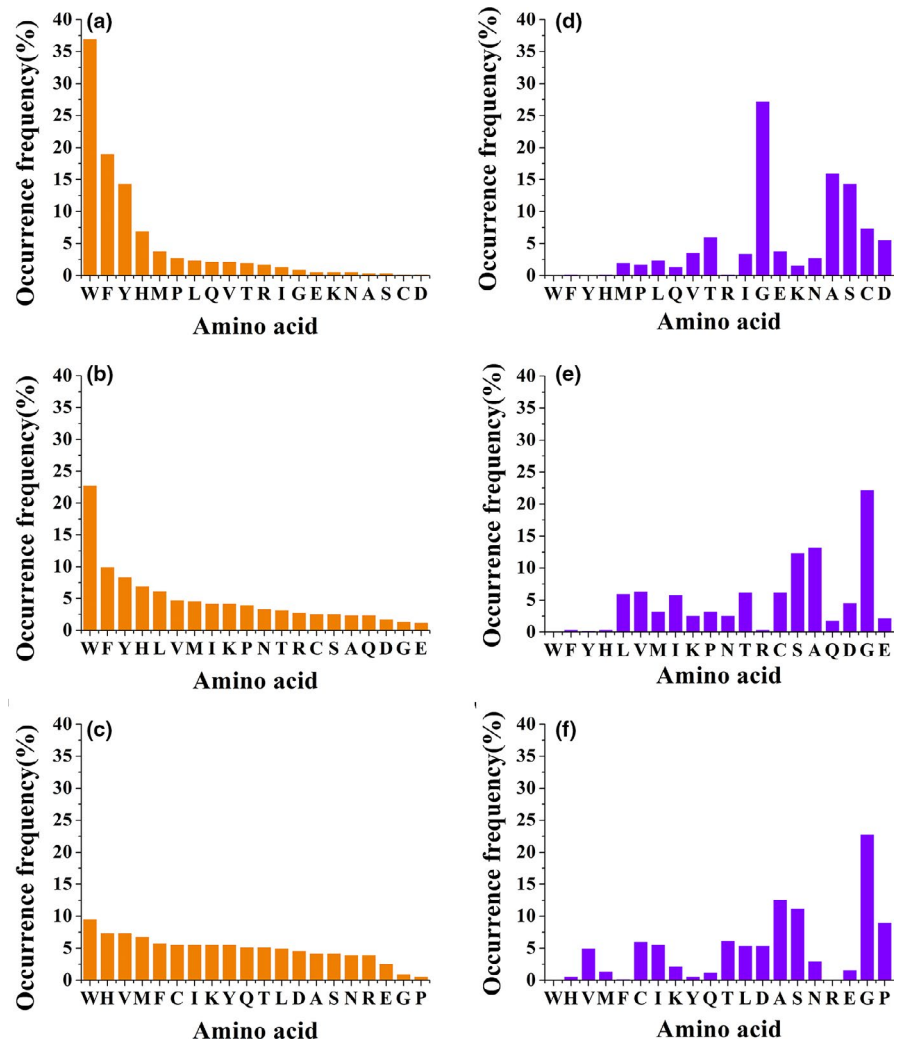 (a)
Occurrence frequency(%)
40
35
30
25
20
15
10
5
0
W F Y H M P L Q V T R I G E K N A S C D
Amino acid
(d)
Occurrence frequency(%)
40
35
30
25
20
15
10
5
0
W F Y H M P L Q V T R I G E K N A S C D
Amino acid
(b)
Occurrence frequency(%)
40
35
30
25
20
15
10
5
0
W F Y H L V M I K P N T R C S A Q D G E
Amino acid
(e)
Occurrence frequency(%)
40
35
30
25
20
15
10
5
0
W F Y H L V M I K P N T R C S A Q D G E
Amino acid
(c)
Occurrence frequency(%)
40
35
30
25
20
15
10
5
0
W H V M F C I K Y Q T L D A S N R E G P
Amino acid
(f)
Occurrence frequency(%)
40
35
30
25
20
15
10
5
0
W H V M F C I K Y Q T L D A S N R E G P
Amino acid